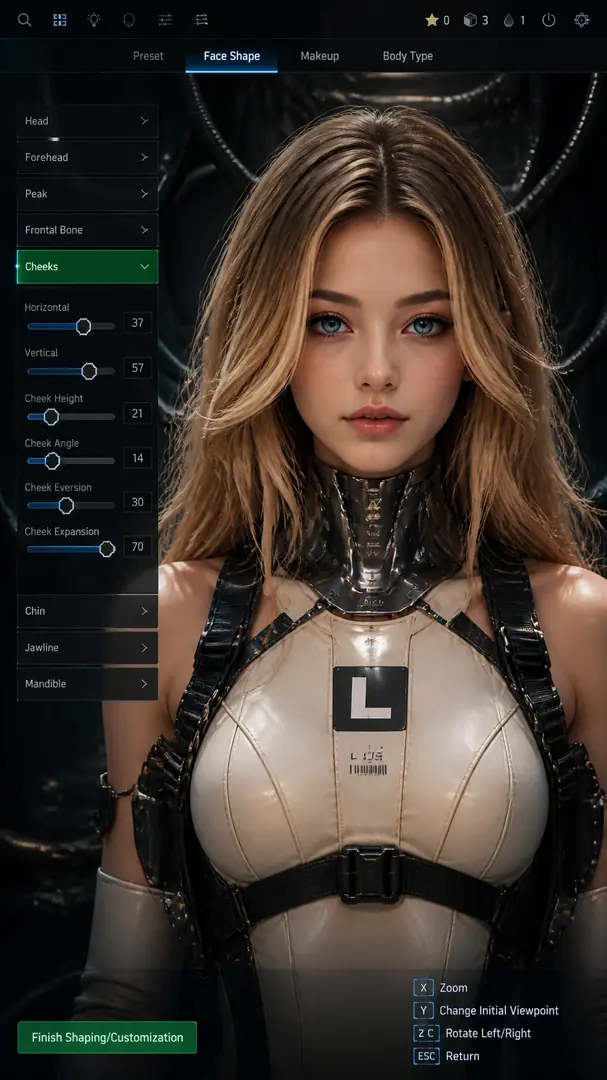 0 3 1
Preset Face Shape Makeup Body Type
Head
Forehead
Peak
Frontal Bone
Cheeks
Horizontal
37
Vertical
57
Cheek Height
21
Cheek Angle
14
Cheek Eversion
30
Cheek Expansion
70
Chin
Jawline
Mandible
L
X Zoom
Y Change Initial Viewpoint
2 C Rotate Left/Right
ESC Return
Finish Shaping/Customization